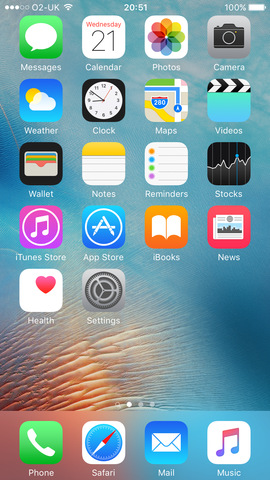 O2-UK 20:51 100%
Wednesday
21
Messages Calendar Photos Camera
280
Weather Clock Maps Videos
Wallet Notes Reminders Stocks
iTunes Store App Store iBooks News
Health Settings
Phone Safari Mail Music